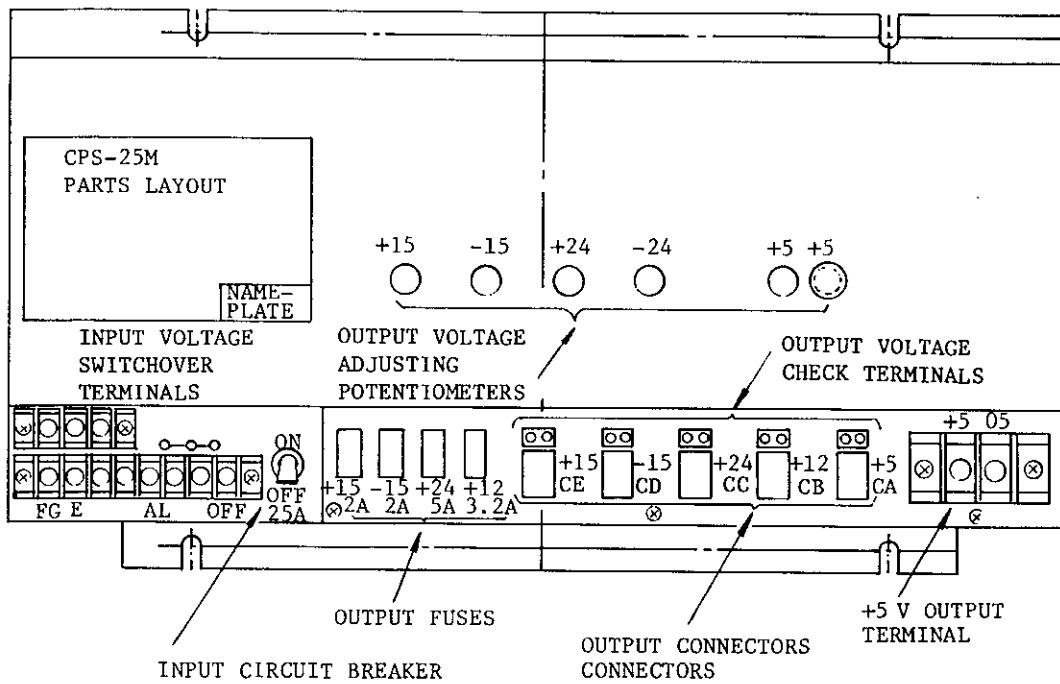 CPS-25M
PARTS LAYOUT
NAME-
PLATE
+15 -15 +24 -24 +5 +5
INPUT VOLTAGE
SWITCHOVER
TERMINALS
OUTPUT VOLTAGE
ADJUSTING
POTENTIOMETERS
OUTPUT VOLTAGE
CHECK TERMINALS
ON
OFF
25A
FG E AL OFF
+15 -15 +24 +12
2A 2A 5A 3.2A
+15 -15 +24 +12 +5
CE CD CC CB CA
+5 05
OUTPUT FUSES
INPUT CIRCUIT BREAKER
OUTPUT CONNECTORS
CONNECTORS
+5 V OUTPUT
TERMINAL